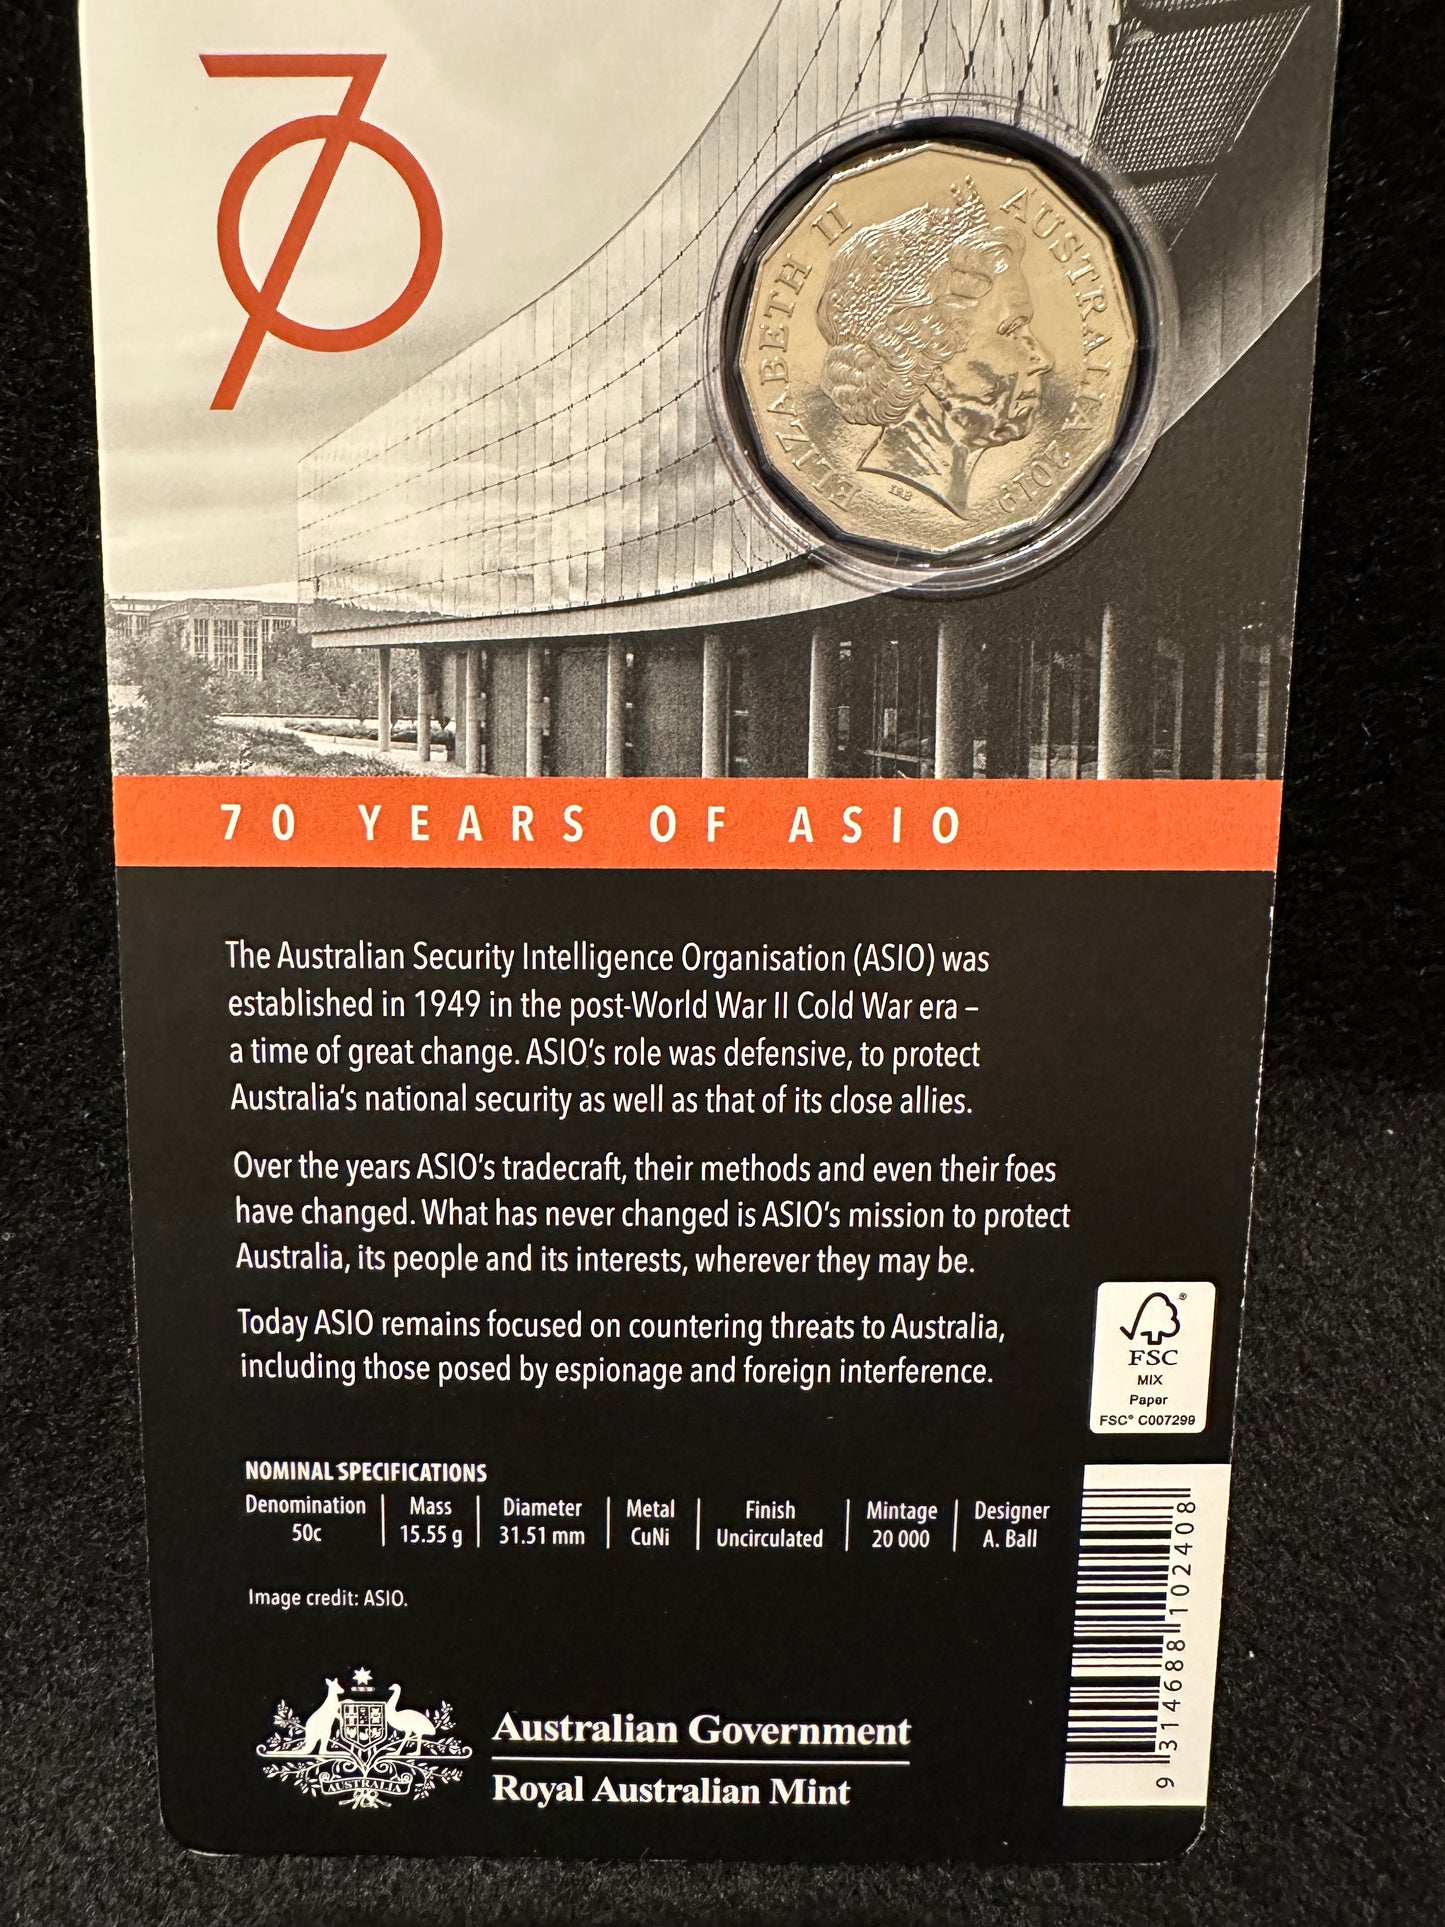 70
ELIZABETH II
AUSTRALIA 2019
IRB
70 YEARS OF ASIO
The Australian Security Intelligence Organisation (ASIO) was
established in 1949 in the post-World War II Cold War era –
a time of great change. ASIO's role was defensive, to protect
Australia's national security as well as that of its close allies.
Over the years ASIO's tradecraft, their methods and even their foes
have changed. What has never changed is ASIO's mission to protect
Australia, its people and its interests, wherever they may be.
Today ASIO remains focused on countering threats to Australia,
including those posed by espionage and foreign interference.
FSC®
MIX
Paper
FSC® C007299
NOMINAL SPECIFICATIONS
Denomination | Mass | Diameter | Metal | Finish | Mintage | Designer
50c | 15.55 g | 31.51 mm | CuNi | Uncirculated | 20 000 | A. Ball
Image credit: ASIO.
AUSTRALIA
Australian Government
Royal Australian Mint
9 314688 102408